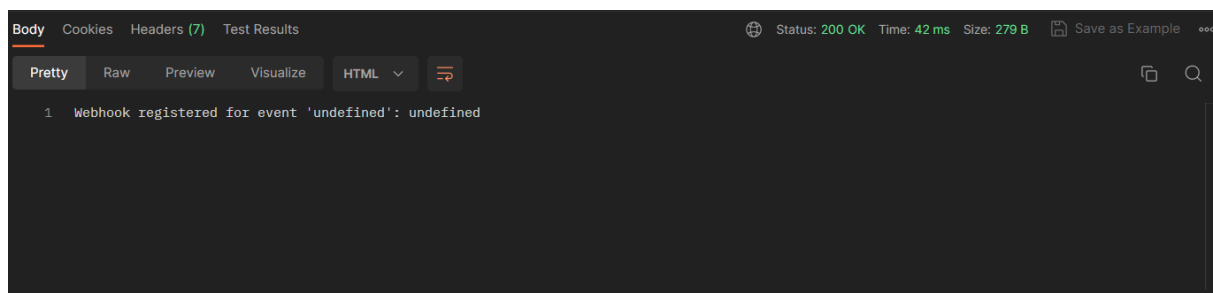 Body Cookies Headers (7) Test Results Status: 200 OK Time: 42 ms Size: 279 B Save as Example
Pretty Raw Preview Visualize HTML
1 Webhook registered for event 'undefined': undefined